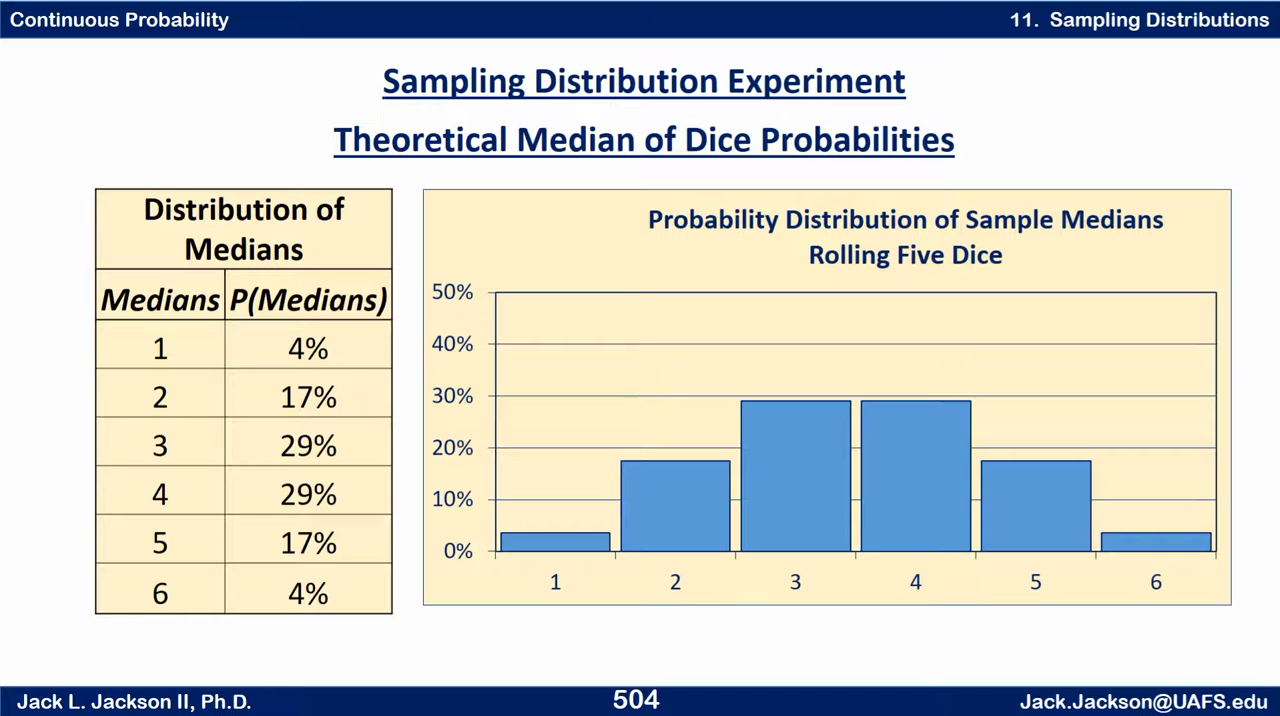 Continuous Probability
11. Sampling Distributions
Sampling Distribution Experiment
Theoretical Median of Dice Probabilities
Distribution of
Medians
Medians P(Medians)
1 4%
2 17%
3 29%
4 29%
5 17%
6 4%
Probability Distribution of Sample Medians
Rolling Five Dice
50%
40%
30%
20%
10%
0%
1 2 3 4 5 6
Jack L. Jackson II, Ph.D.
504
Jack.Jackson@UAFS.edu